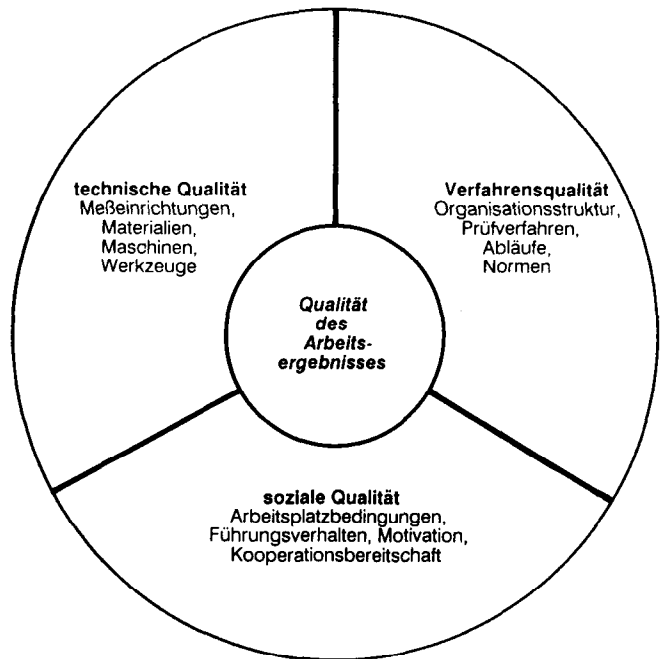 technische Qualität
Meßeinrichtungen,
Materialien,
Maschinen,
Werkzeuge
Verfahrensqualität
Organisationsstruktur,
Prüfverfahren,
Abläufe,
Normen
Qualität
des
Arbeits-
ergebnisses
soziale Qualität
Arbeitsplatzbedingungen,
Führungsverhalten, Motivation,
Kooperationsbereitschaft